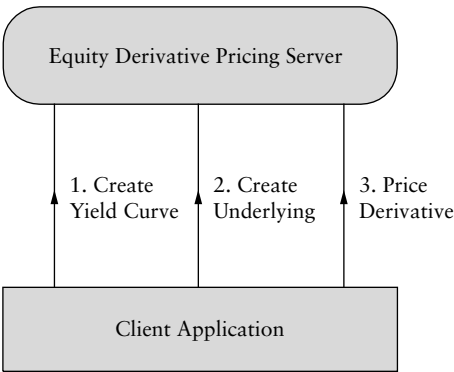 Equity Derivative Pricing Server
1. Create
Yield Curve
2. Create
Underlying
3. Price
Derivative
Client Application